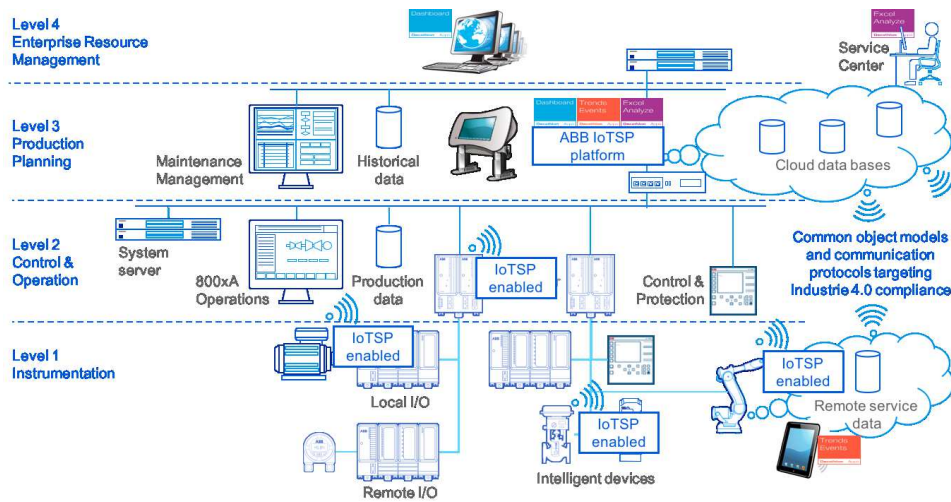 Level 4
Enterprise Resource
Management
Dashboard
Excel
Analyze
Service
Center
Level 3
Production
Planning
Maintenance
Management
Historical
data
Dashboard
Trends
Events
Excel
Analyze
ABB IoTSP
platform
Cloud data bases
Level 2
Control &
Operation
System
server
800xA
Operations
Production
data
IoTSP
enabled
Control &
Protection
Common object models
and communication
protocols targeting
Industrie 4.0 compliance
Level 1
Instrumentation
IoTSP
enabled
Local I/O
Remote I/O
IoTSP
enabled
Intelligent devices
IoTSP
enabled
Remote service
data
Trends
Events